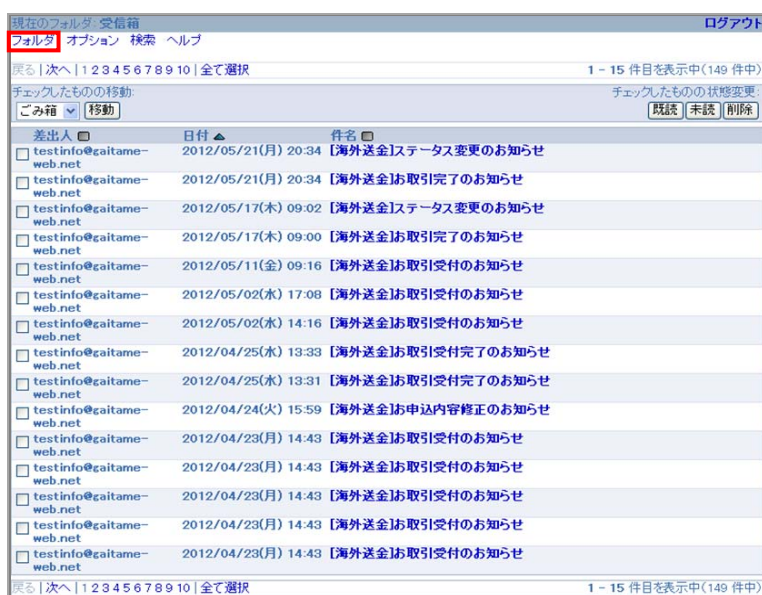 現在のフォルダ: 受信箱 ログアウト
フォルダ オプション 検索 ヘルプ
戻る | 次へ | 1 2 3 4 5 6 7 8 9 10 | 全て選択 1 - 15 件目を表示中(149 件中)
チェックしたものの移動: チェックしたものの状態変更:
ごみ箱 移動 既読 未読 削除
差出人 日付 件名
testinfo@gaitame-web.net 2012/05/21(月) 20:34 [海外送金]ステータス変更のお知らせ
testinfo@gaitame-web.net 2012/05/21(月) 20:34 [海外送金]お取引完了のお知らせ
testinfo@gaitame-web.net 2012/05/17(木) 09:02 [海外送金]ステータス変更のお知らせ
testinfo@gaitame-web.net 2012/05/17(木) 09:00 [海外送金]お取引完了のお知らせ
testinfo@gaitame-web.net 2012/05/11(金) 09:16 [海外送金]お取引受付のお知らせ
testinfo@gaitame-web.net 2012/05/02(水) 17:08 [海外送金]お取引受付のお知らせ
testinfo@gaitame-web.net 2012/05/02(水) 14:16 [海外送金]お取引受付のお知らせ
testinfo@gaitame-web.net 2012/04/25(水) 13:33 [海外送金]お取引受付完了のお知らせ
testinfo@gaitame-web.net 2012/04/25(水) 13:31 [海外送金]お取引受付完了のお知らせ
testinfo@gaitame-web.net 2012/04/24(火) 15:59 [海外送金]お申込内容修正のお知らせ
testinfo@gaitame-web.net 2012/04/23(月) 14:43 [海外送金]お取引受付のお知らせ
testinfo@gaitame-web.net 2012/04/23(月) 14:43 [海外送金]お取引受付のお知らせ
testinfo@gaitame-web.net 2012/04/23(月) 14:43 [海外送金]お取引受付のお知らせ
testinfo@gaitame-web.net 2012/04/23(月) 14:43 [海外送金]お取引受付のお知らせ
testinfo@gaitame-web.net 2012/04/23(月) 14:43 [海外送金]お取引受付のお知らせ
戻る | 次へ | 1 2 3 4 5 6 7 8 9 10 | 全て選択 1 - 15 件目を表示中(149 件中)